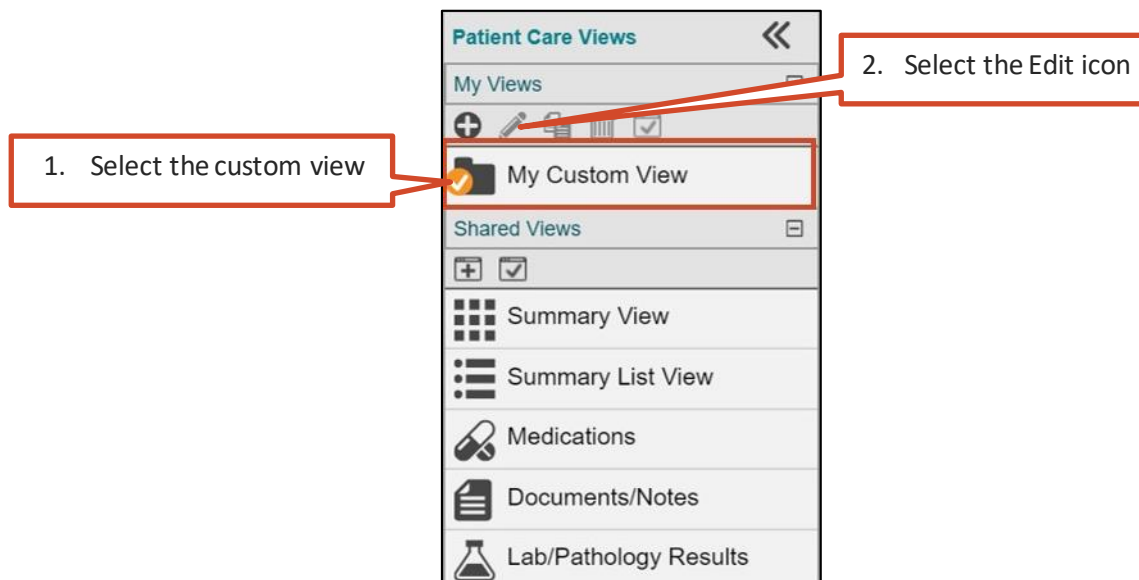 Patient Care Views
2. Select the Edit icon
My Views
1. Select the custom view
My Custom View
Shared Views
Summary View
Summary List View
Medications
Documents/Notes
Lab/Pathology Results